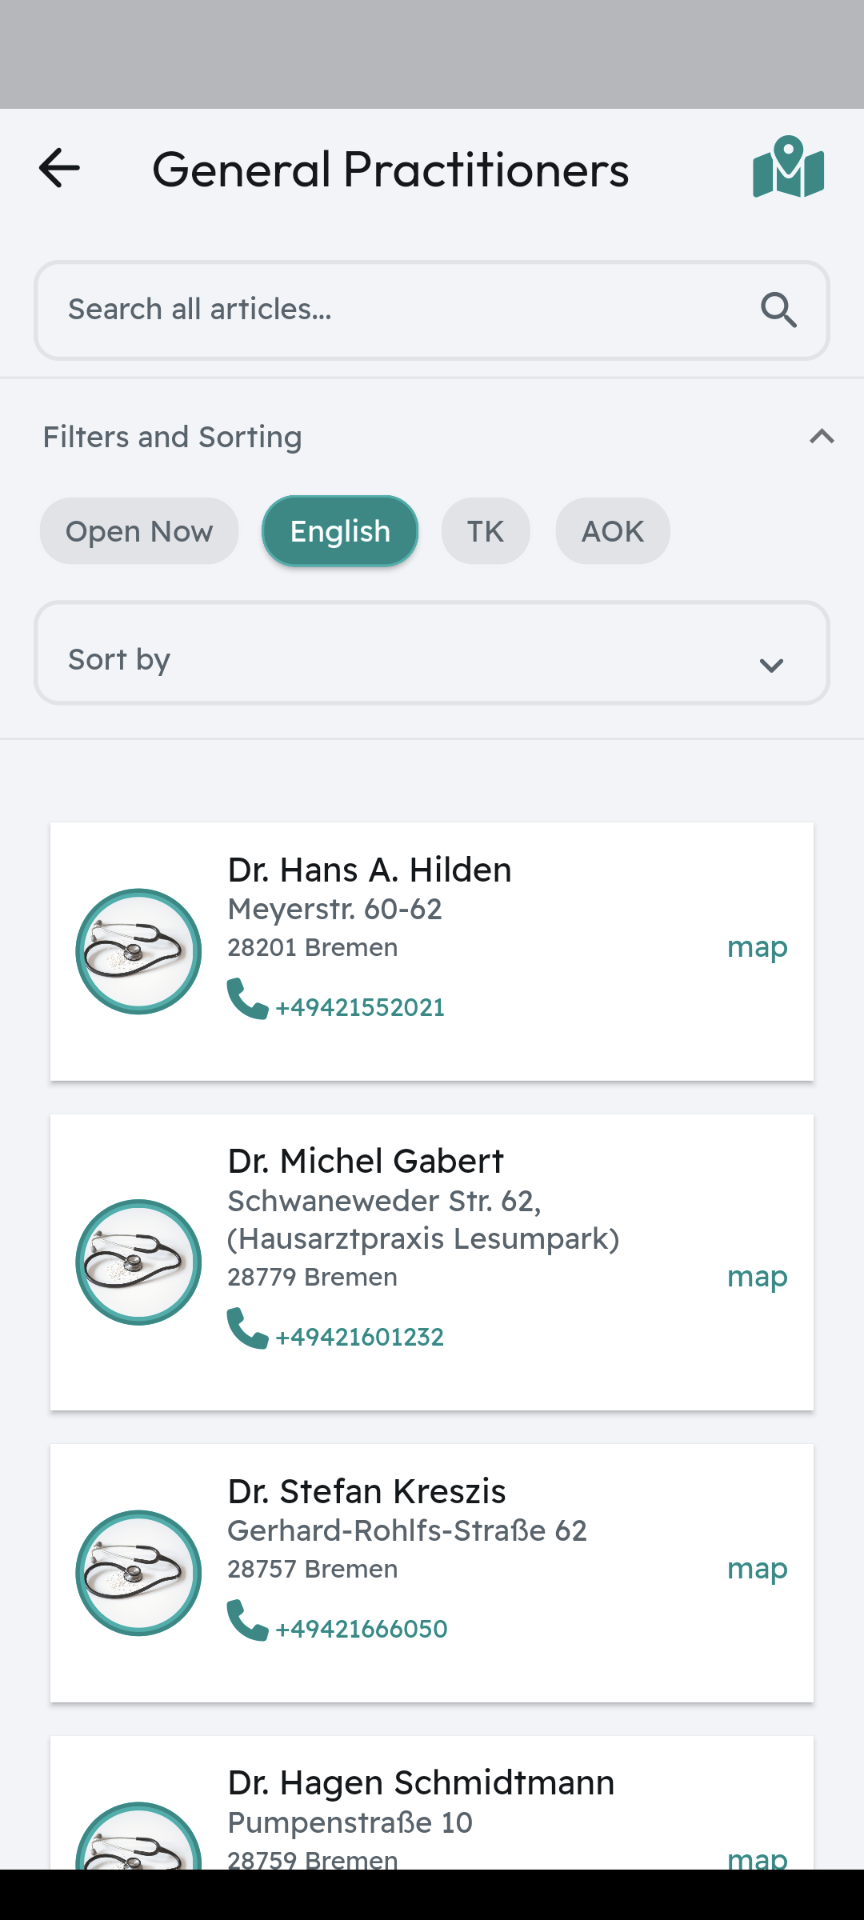 General Practitioners
Search all articles...
Filters and Sorting
Open Now English TK AOK
Sort by
Dr. Hans A. Hilden
Meyerstr. 60-62
28201 Bremen
map
+49421552021
Dr. Michel Gabert
Schwaneweder Str. 62,
(Hausarztpraxis Lesumpark)
28779 Bremen
map
+49421601232
Dr. Stefan Kreszis
Gerhard-Rohlfs-Straße 62
28757 Bremen
map
+49421666050
Dr. Hagen Schmidtmann
Pumpenstraße 10
28759 Bremen
map